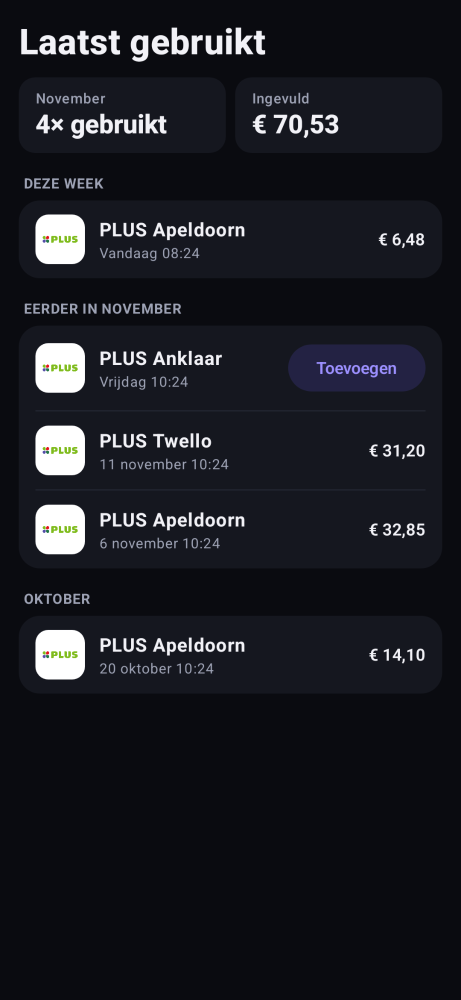 Laatst gebruikt
November
4× gebruikt
Ingevuld
€ 70,53
DEZE WEEK
PLUS
PLUS Apeldoorn
Vandaag 08:24
€ 6,48
EERDER IN NOVEMBER
PLUS
PLUS Anklaar
Vrijdag 10:24
Toevoegen
PLUS
PLUS Twello
11 november 10:24
€ 31,20
PLUS
PLUS Apeldoorn
6 november 10:24
€ 32,85
OKTOBER
PLUS
PLUS Apeldoorn
20 oktober 10:24
€ 14,10